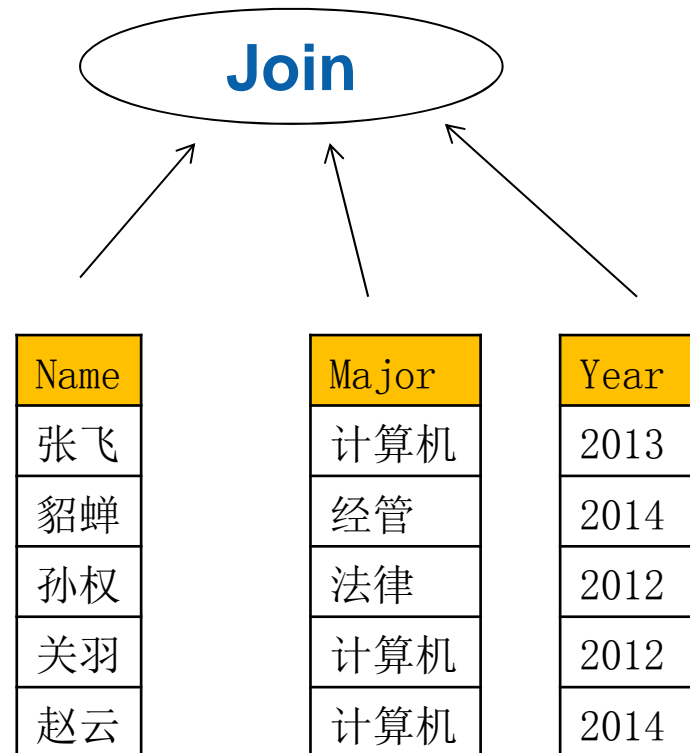 Join
Name Major Year
张飞 计算机 2013
貂蝉 经管 2014
孙权 法律 2012
关羽 计算机 2012
赵云 计算机 2014